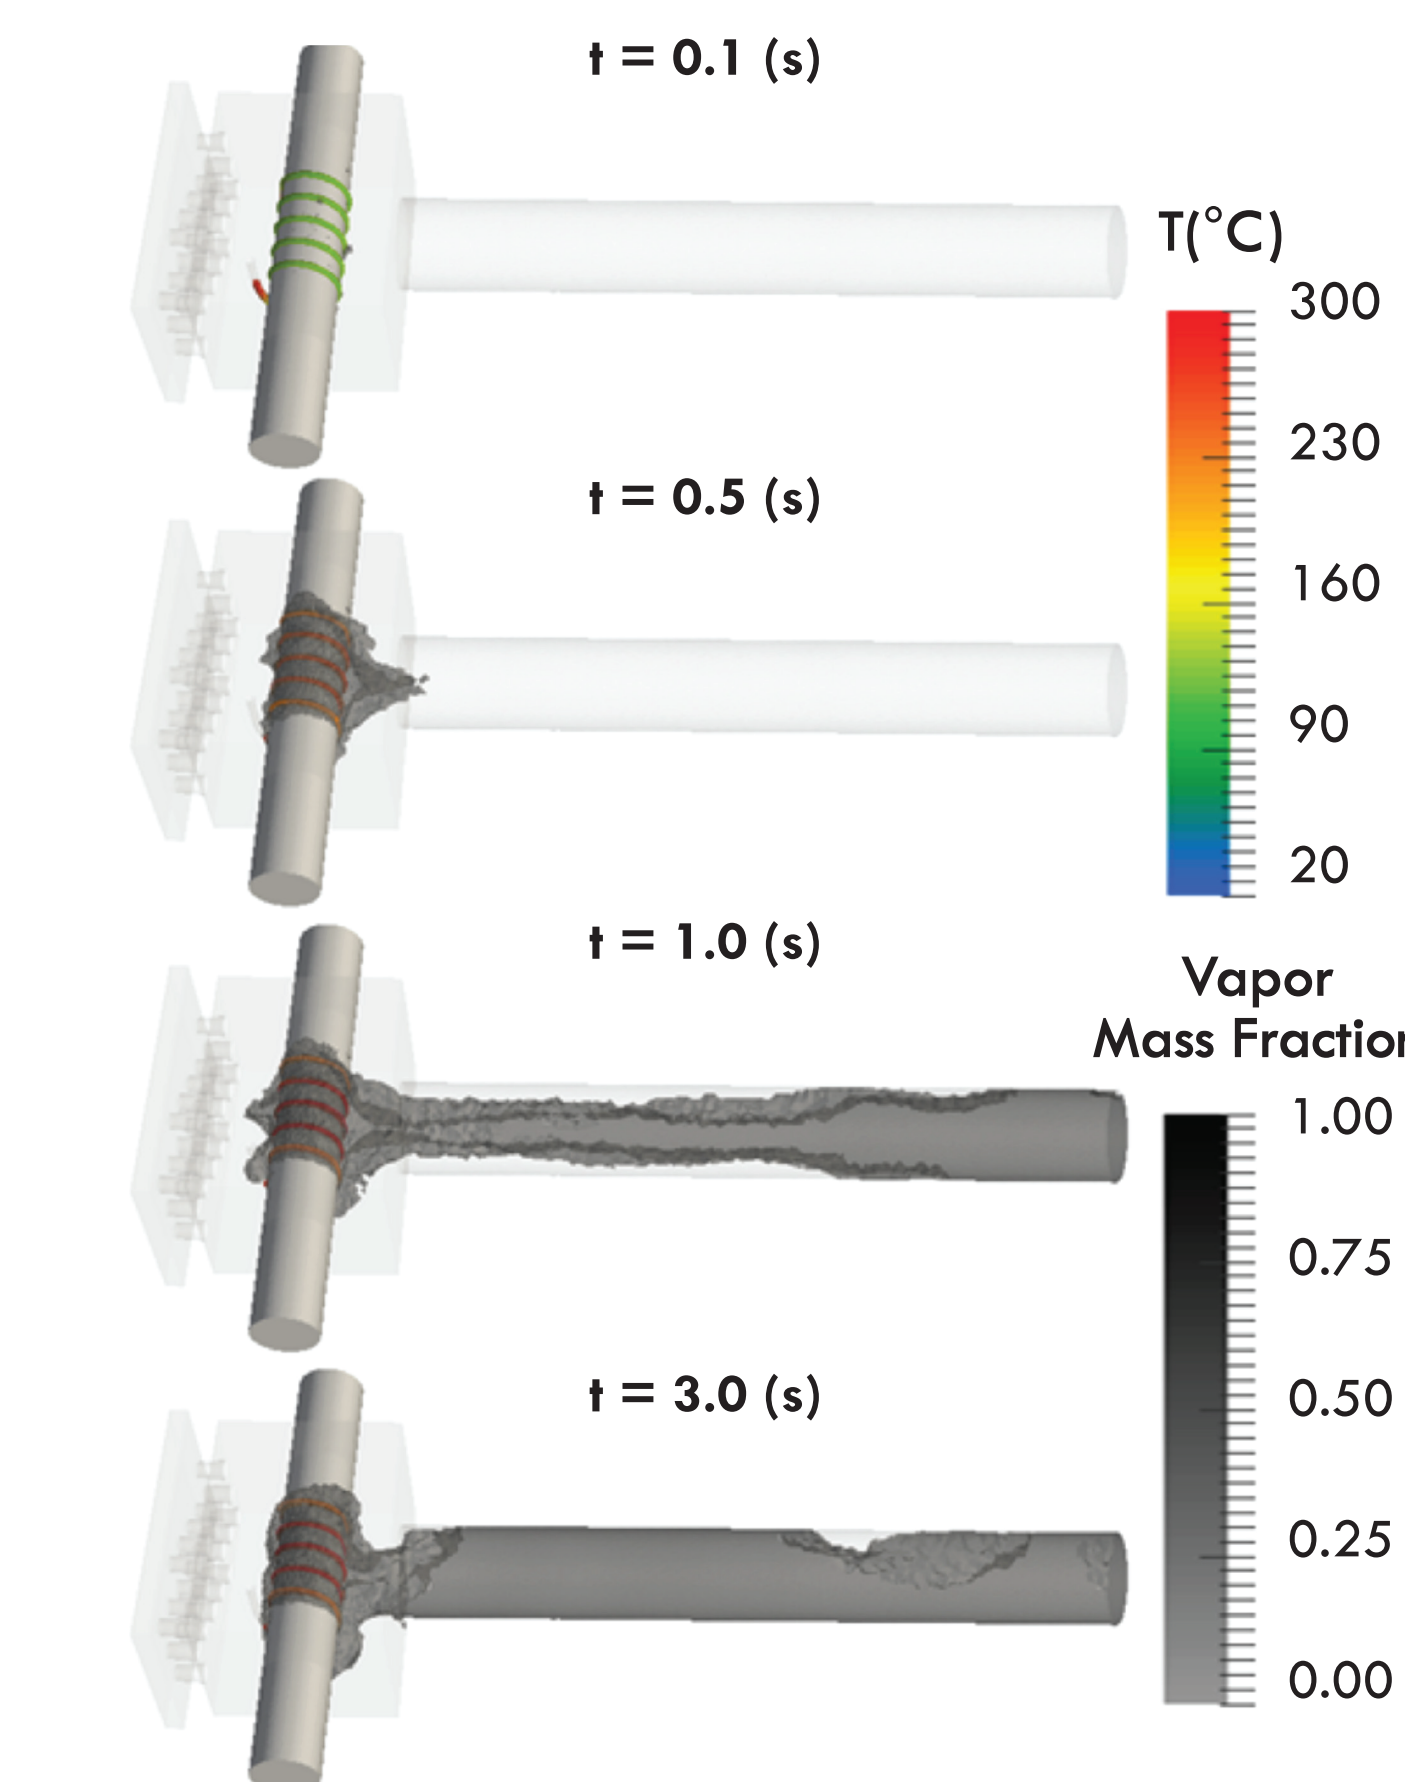 t = 0.1 (s)
T(°C)
300
230
160
90
20
t = 0.5 (s)
t = 1.0 (s)
Vapor
Mass Fraction
1.00
0.75
0.50
0.25
0.00
t = 3.0 (s)